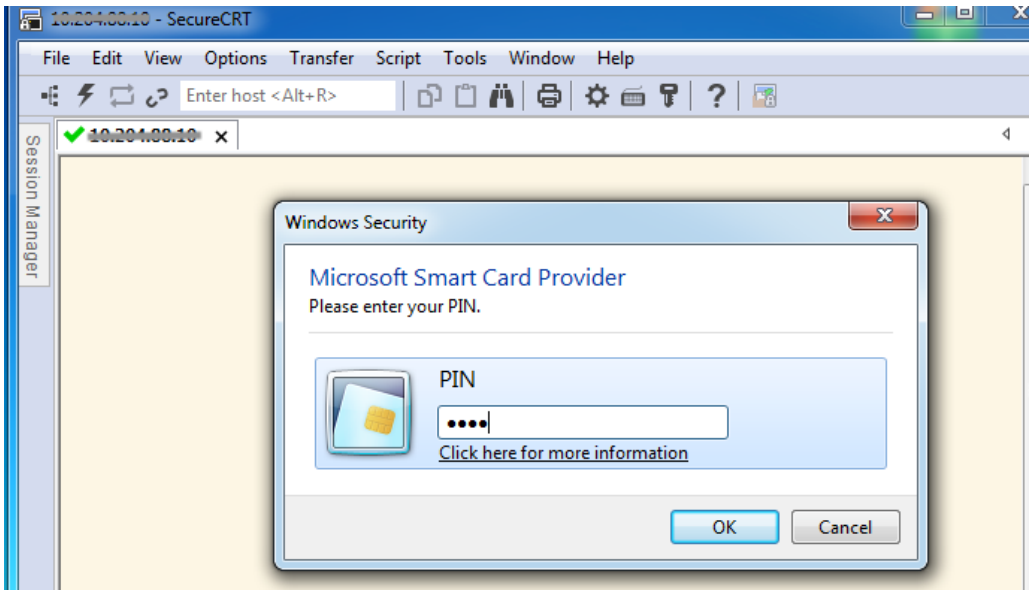 - SecureCRT
File Edit View Options Transfer Script Tools Window Help
Enter host <Alt+R>
Session Manager
Windows Security
Microsoft Smart Card Provider
Please enter your PIN.
PIN
••••
Click here for more information
OK Cancel